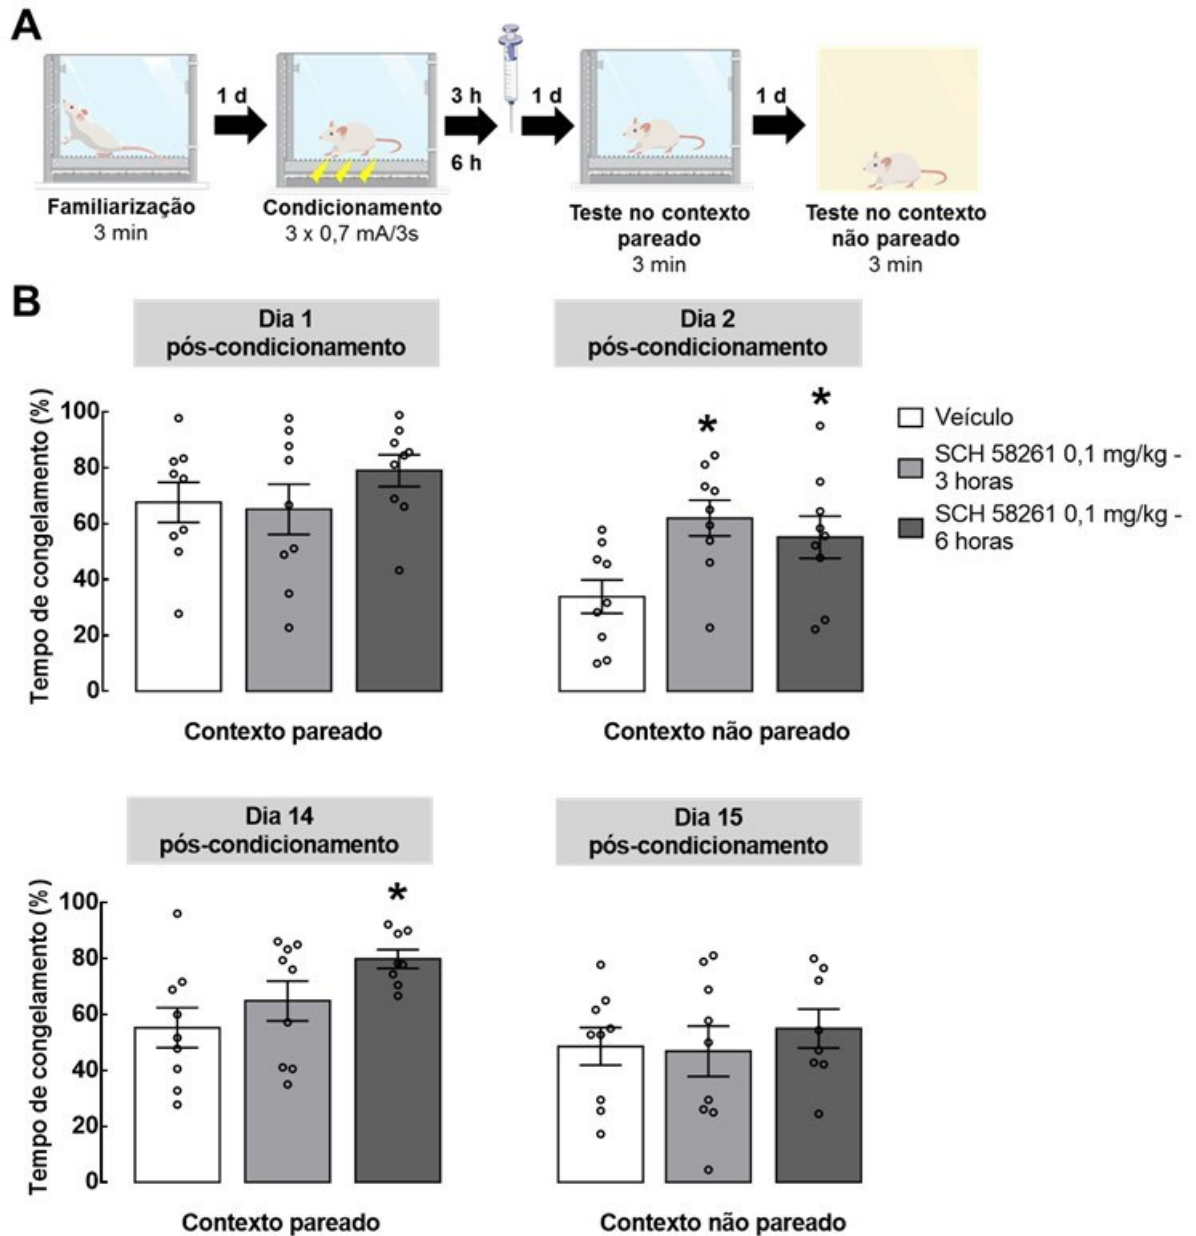 A
1 d
3 h
6 h
1 d
1 d
Familiarização
3 min
Condicionamento
3 x 0,7 mA/3s
Teste no contexto
pareado
3 min
Teste no contexto
não pareado
3 min
B
Dia 1
pós-condicionamento
Dia 2
pós-condicionamento
Tempo de congelamento (%)
100
80
60
40
20
0
*
*
Veículo
SCH 58261 0,1 mg/kg -
3 horas
SCH 58261 0,1 mg/kg -
6 horas
Contexto pareado
Contexto não pareado
Dia 14
pós-condicionamento
Dia 15
pós-condicionamento
Tempo de congelamento (%)
100
80
60
40
20
0
*
Contexto pareado
Contexto não pareado